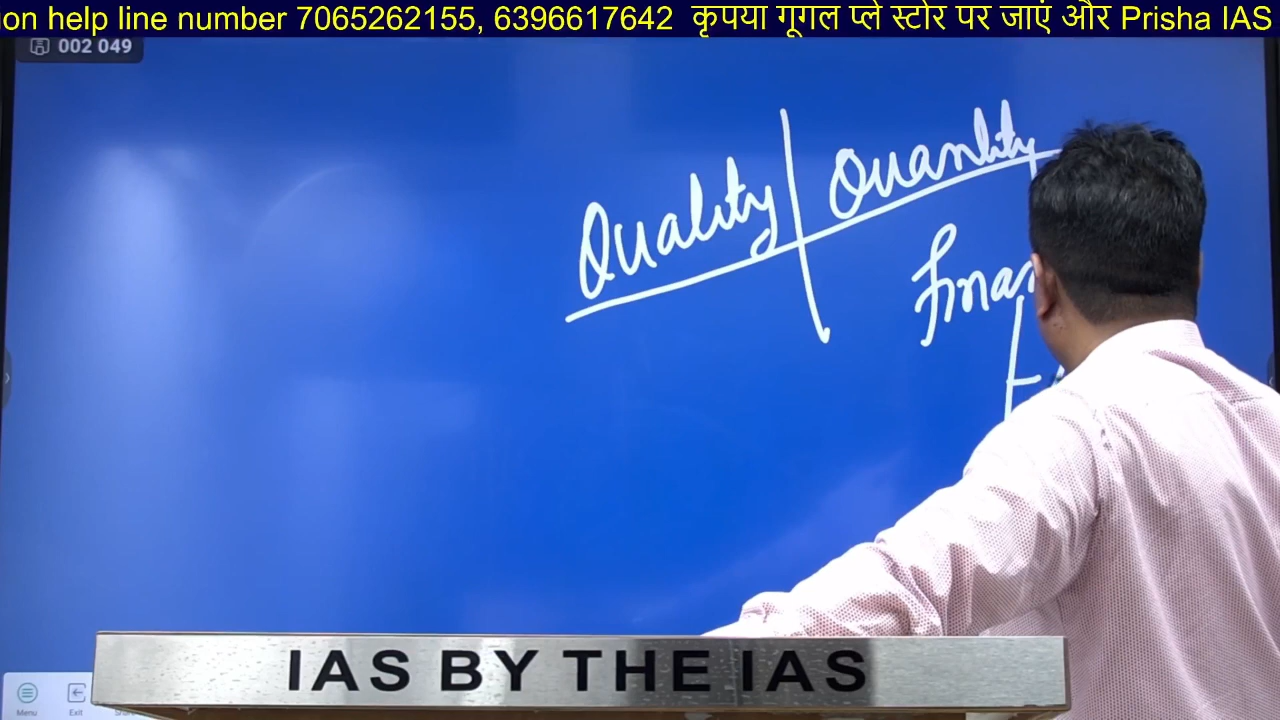 ion help line number 7065262155, 6396617642 कृपया गूगल प्ले स्टोर पर जाएं और Prisha IAS
002 049
Quality Quantity
IAS BY THE IAS
Menu Exit